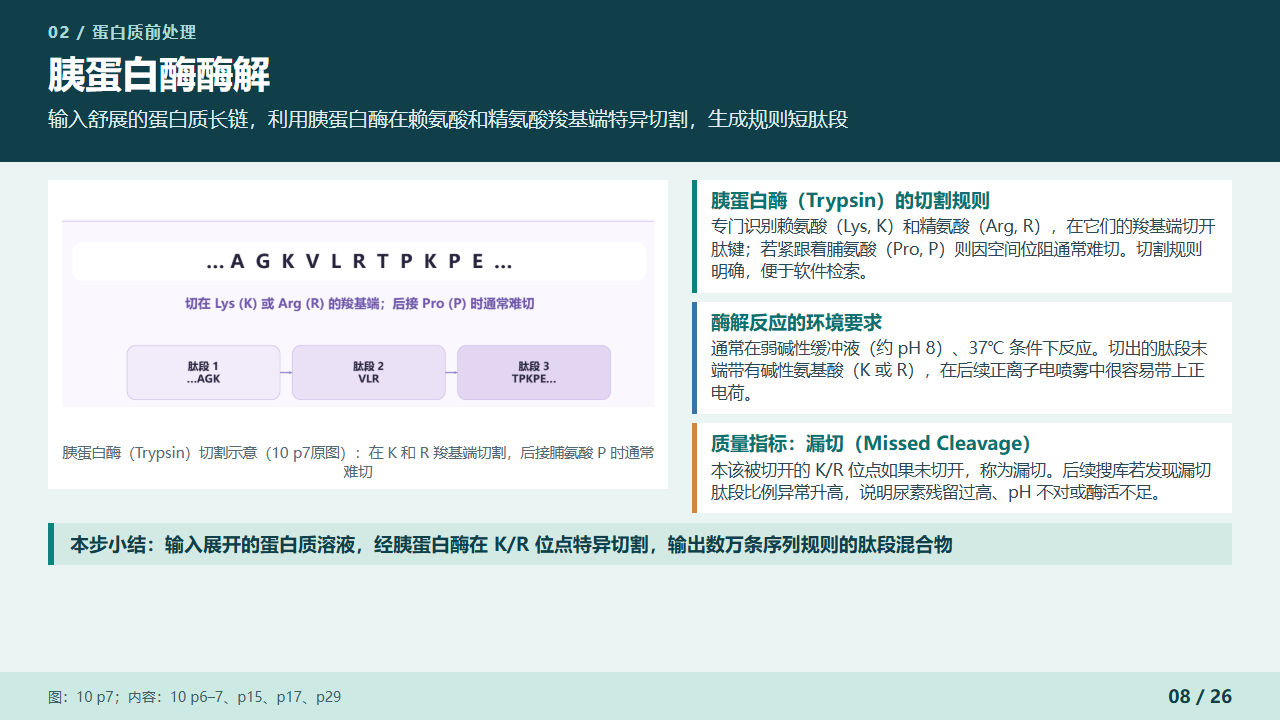 02 / 蛋白质前处理
胰蛋白酶酶解
输入舒展的蛋白质长链，利用胰蛋白酶在赖氨酸和精氨酸羧基端特异切割，生成规则短肽段
...A G K V L R T P K P E ...
切在 Lys (K) 或 Arg (R) 的羧基端；后接 Pro (P) 时通常难切
肽段 1
...AGK
肽段 2
VLR
肽段 3
TPKPE...
胰蛋白酶（Trypsin）切割示意（10 p7原图）：在 K 和 R 羧基端切割，后接脯氨酸 P 时通常
难切
胰蛋白酶（Trypsin）的切割规则
专门识别赖氨酸（Lys, K）和精氨酸（Arg, R），在它们的羧基端切开
肽键；若紧跟着脯氨酸（Pro, P）则因空间位阻通常难切。切割规则
明确，便于软件检索。
酶解反应的环境要求
通常在弱碱性缓冲液（约 pH 8）、37℃ 条件下反应。切出的肽段末
端带有碱性氨基酸（K 或 R），在后续正离子电喷雾中很容易带上正
电荷。
质量指标：漏切（Missed Cleavage）
本该被切开的 K/R 位点如果未切开，称为漏切。后续搜库若发现漏切
肽段比例异常升高，说明尿素残留过高、pH 不对或酶活不足。
本步小结：输入展开的蛋白质溶液，经胰蛋白酶在 K/R 位点特异切割，输出数万条序列规则的肽段混合物
图：10 p7；内容：10 p6–7、p15、p17、p29
08 / 26